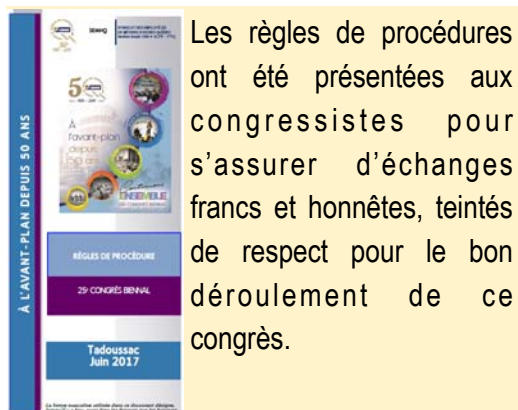 À L'AVANT-PLAN DEPUIS 50 ANS
50
À
l'avant-plan
depuis
50 ans
ENSEMBLE
RÈGLES DE PROCÉDURE
25e CONGRÈS BIENNAL
Tadoussac
Juin 2017
Les règles de procédures
ont été présentées aux
congressistes pour
s'assurer d'échanges
francs et honnêtes, teintés
de respect pour le bon
déroulement de ce
congrès.